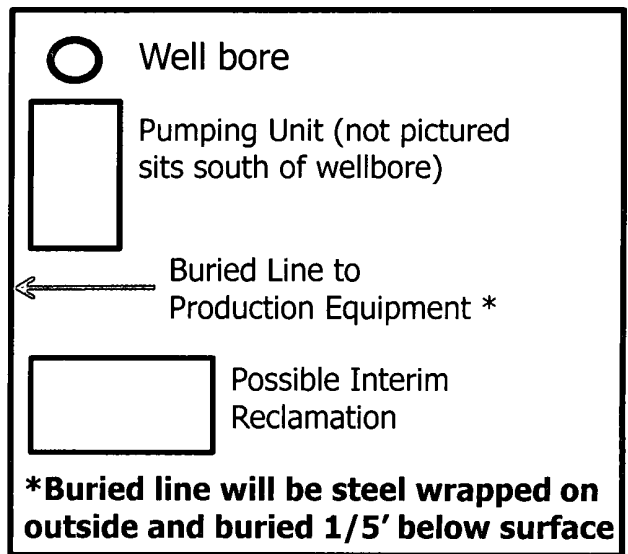 Well bore
Pumping Unit (not pictured
sits south of wellbore)
Buried Line to
Production Equipment *
Possible Interim
Reclamation
*Buried line will be steel wrapped on
outside and buried 1/5' below surface